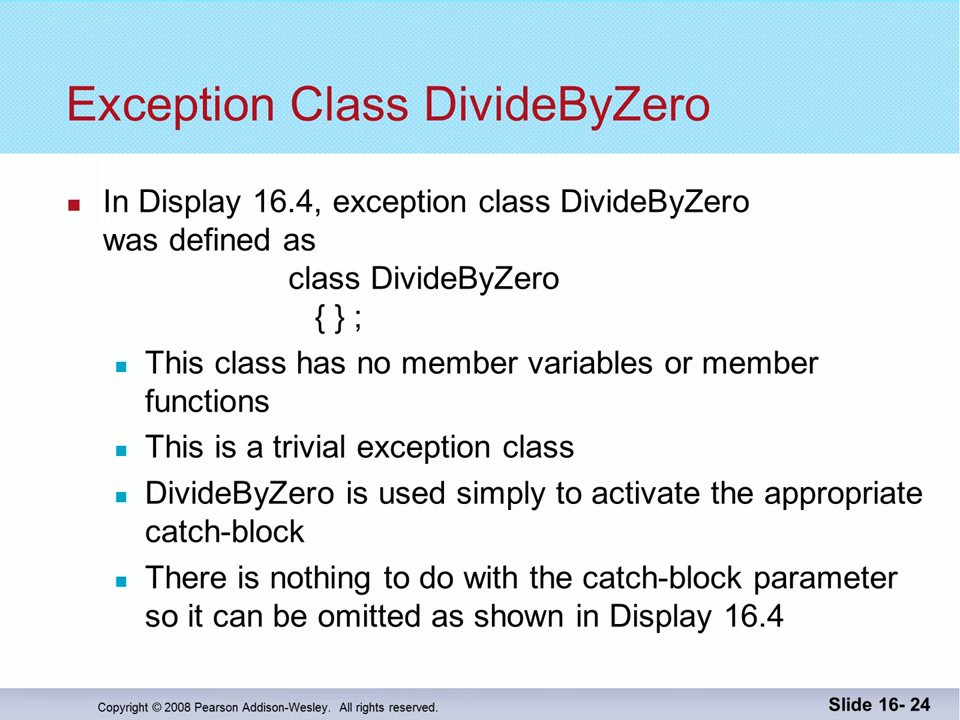 Exception Class DivideByZero
In Display 16.4, exception class DivideByZero
was defined as
class DivideByZero
{ } ;
This class has no member variables or member
functions
This is a trivial exception class
DivideByZero is used simply to activate the appropriate
catch-block
There is nothing to do with the catch-block parameter
so it can be omitted as shown in Display 16.4
Copyright © 2008 Pearson Addison-Wesley. All rights reserved.
Slide 16- 24